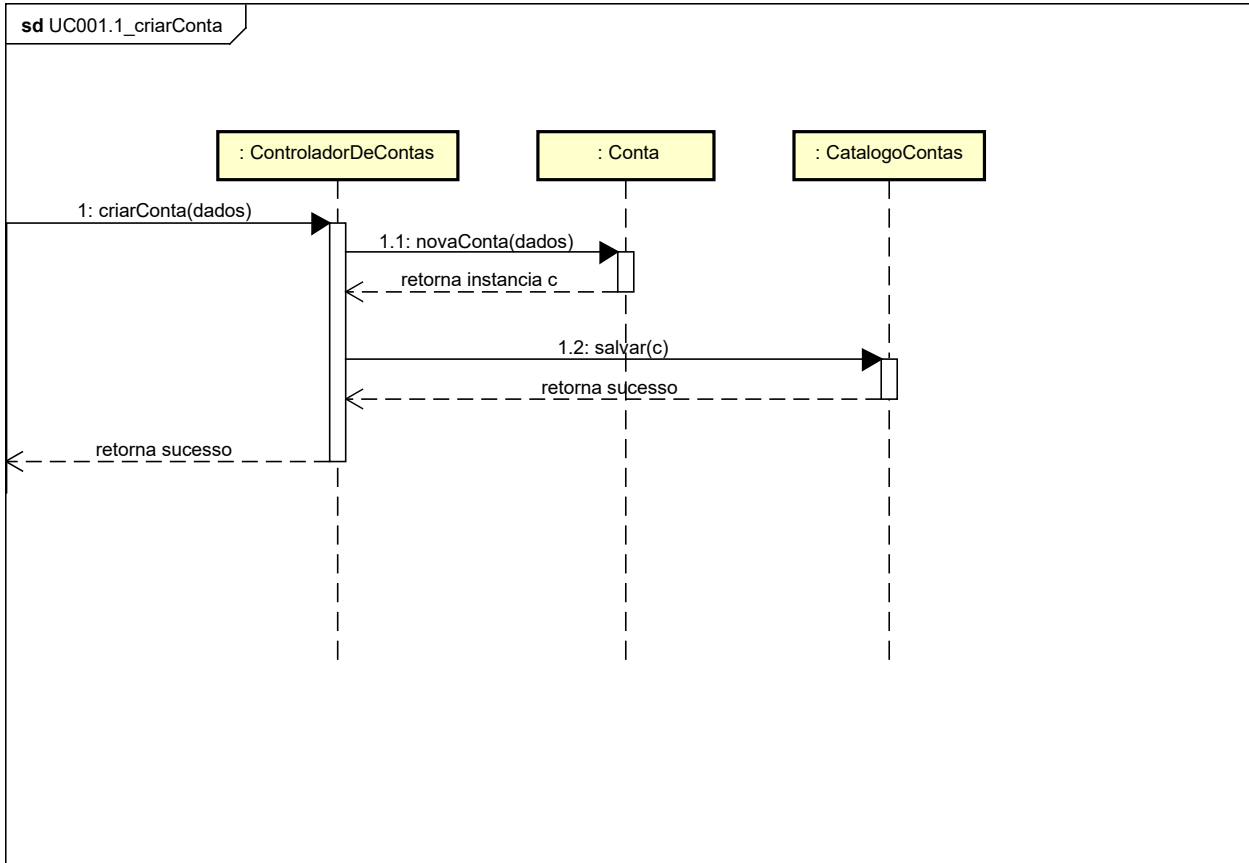 sd UC001.1_criarConta
: ControladorDeContas
: Conta
: CatalogoContas
1: criarConta(dados)
1.1: novaConta(dados)
retorna instancia c
1.2: salvar(c)
retorna sucesso
retorna sucesso